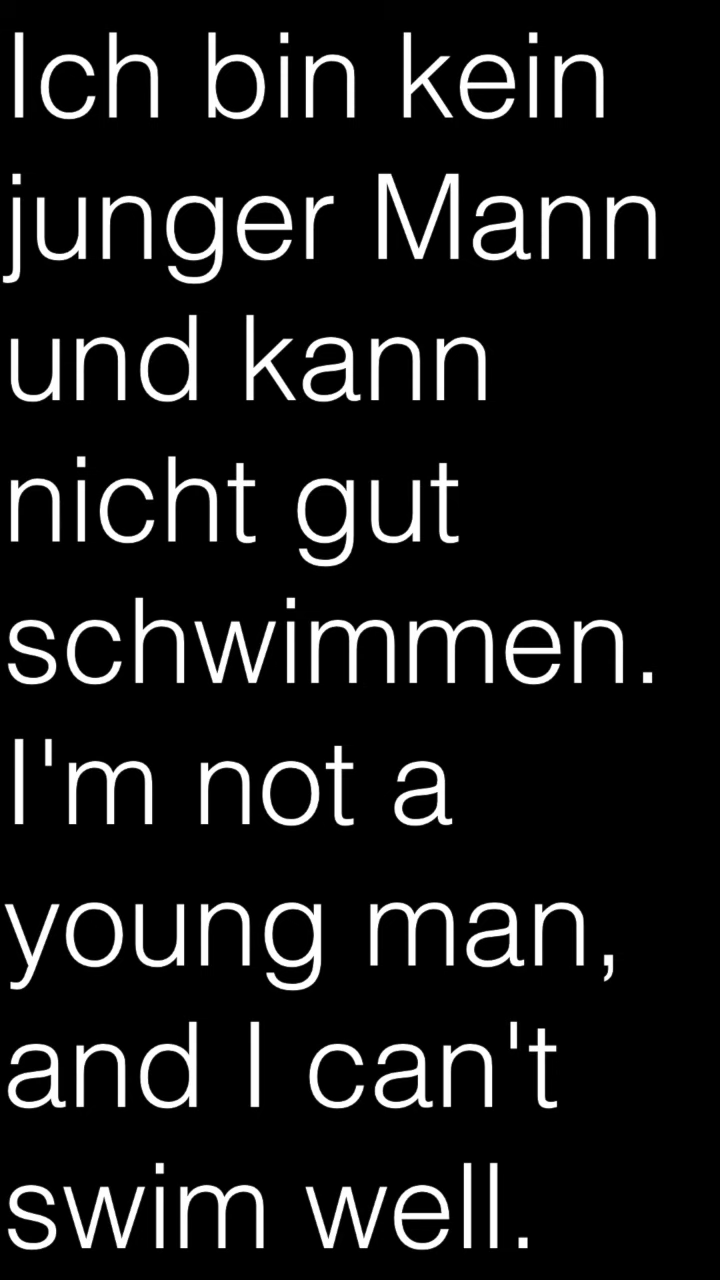 Ich bin kein
junger Mann
und kann
nicht gut
schwimmen.
I'm not a
young man,
and I can't
swim well.